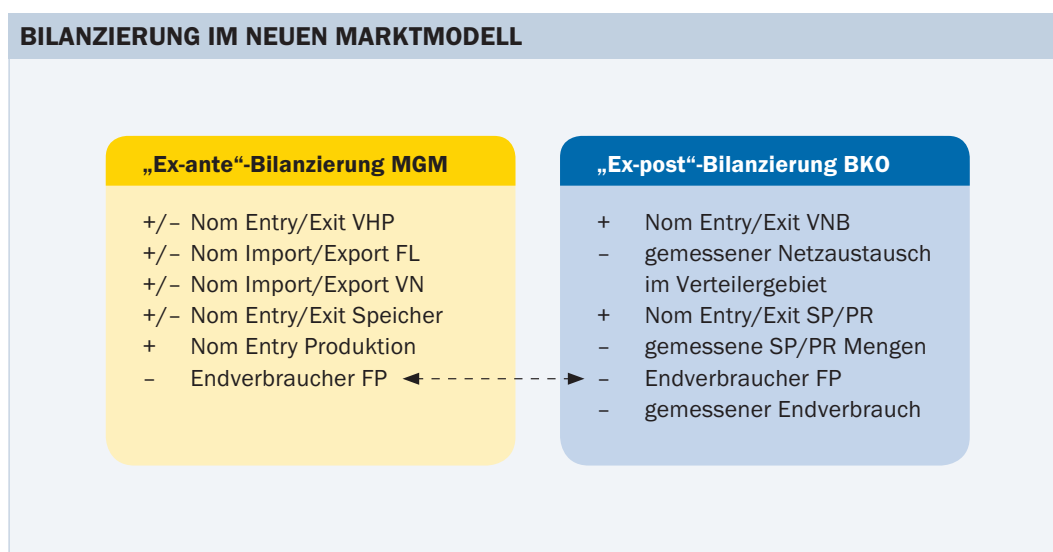 BILANZIERUNG IM NEUEN MARKTMODELL
„Ex-ante“-Bilanzierung MGM
+/– Nom Entry/Exit VHP
+/– Nom Import/Export FL
+/– Nom Import/Export VN
+/– Nom Entry/Exit Speicher
+ Nom Entry Produktion
– Endverbraucher FP
„Ex-post“-Bilanzierung BKO
+ Nom Entry/Exit VNB
– gemessener Netzaustausch
im Verteilergebiet
+ Nom Entry/Exit SP/PR
– gemessene SP/PR Mengen
– Endverbraucher FP
– gemessener Endverbrauch